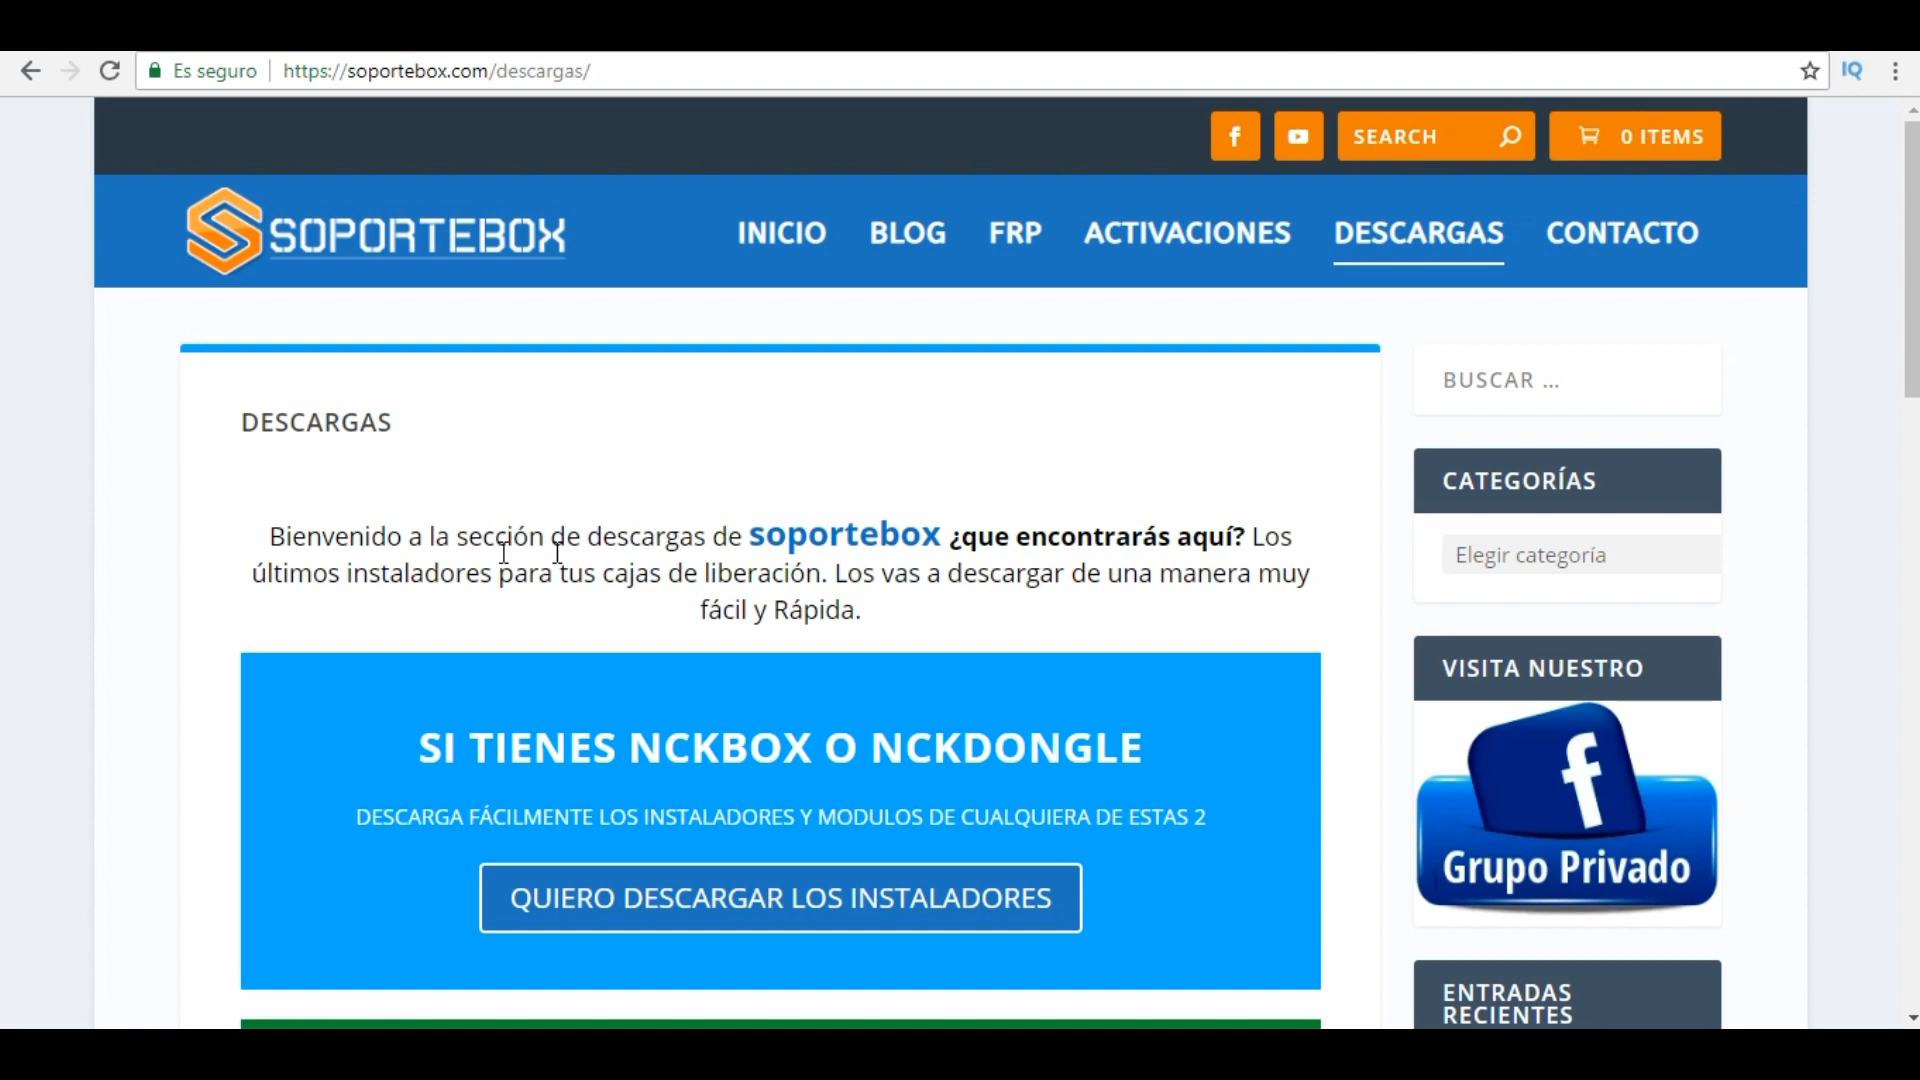 Es seguro
https://soportebox.com/descargas/
IQ
SEARCH
0 ITEMS
SOPORTEBOX
INICIO
BLOG
FRP
ACTIVACIONES
DESCARGAS
CONTACTO
DESCARGAS
Bienvenido a la sección de descargas de soportebox ¿que encontrarás aquí? Los
últimos instaladores para tus cajas de liberación. Los vas a descargar de una manera muy
fácil y Rápida.
SI TIENES NCKBOX O NCKDONGLE
DESCARGA FÁCILMENTE LOS INSTALADORES Y MODULOS DE CUALQUIERA DE ESTAS 2
QUIERO DESCARGAR LOS INSTALADORES
BUSCAR ...
CATEGORÍAS
Elegir categoría
VISITA NUESTRO
Grupo Privado
ENTRADAS
RECIENTES